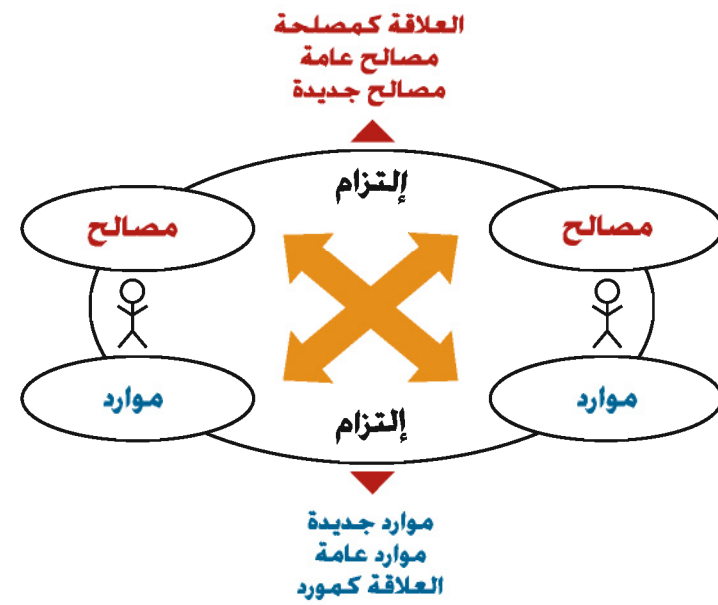 العلاقة كمصلحة
مصالح عامة
مصالح جديدة
إلتزام
مصالح
مصالح
موارد
موارد
إلتزام
موارد جديدة
موارد عامة
العلاقة كمورد